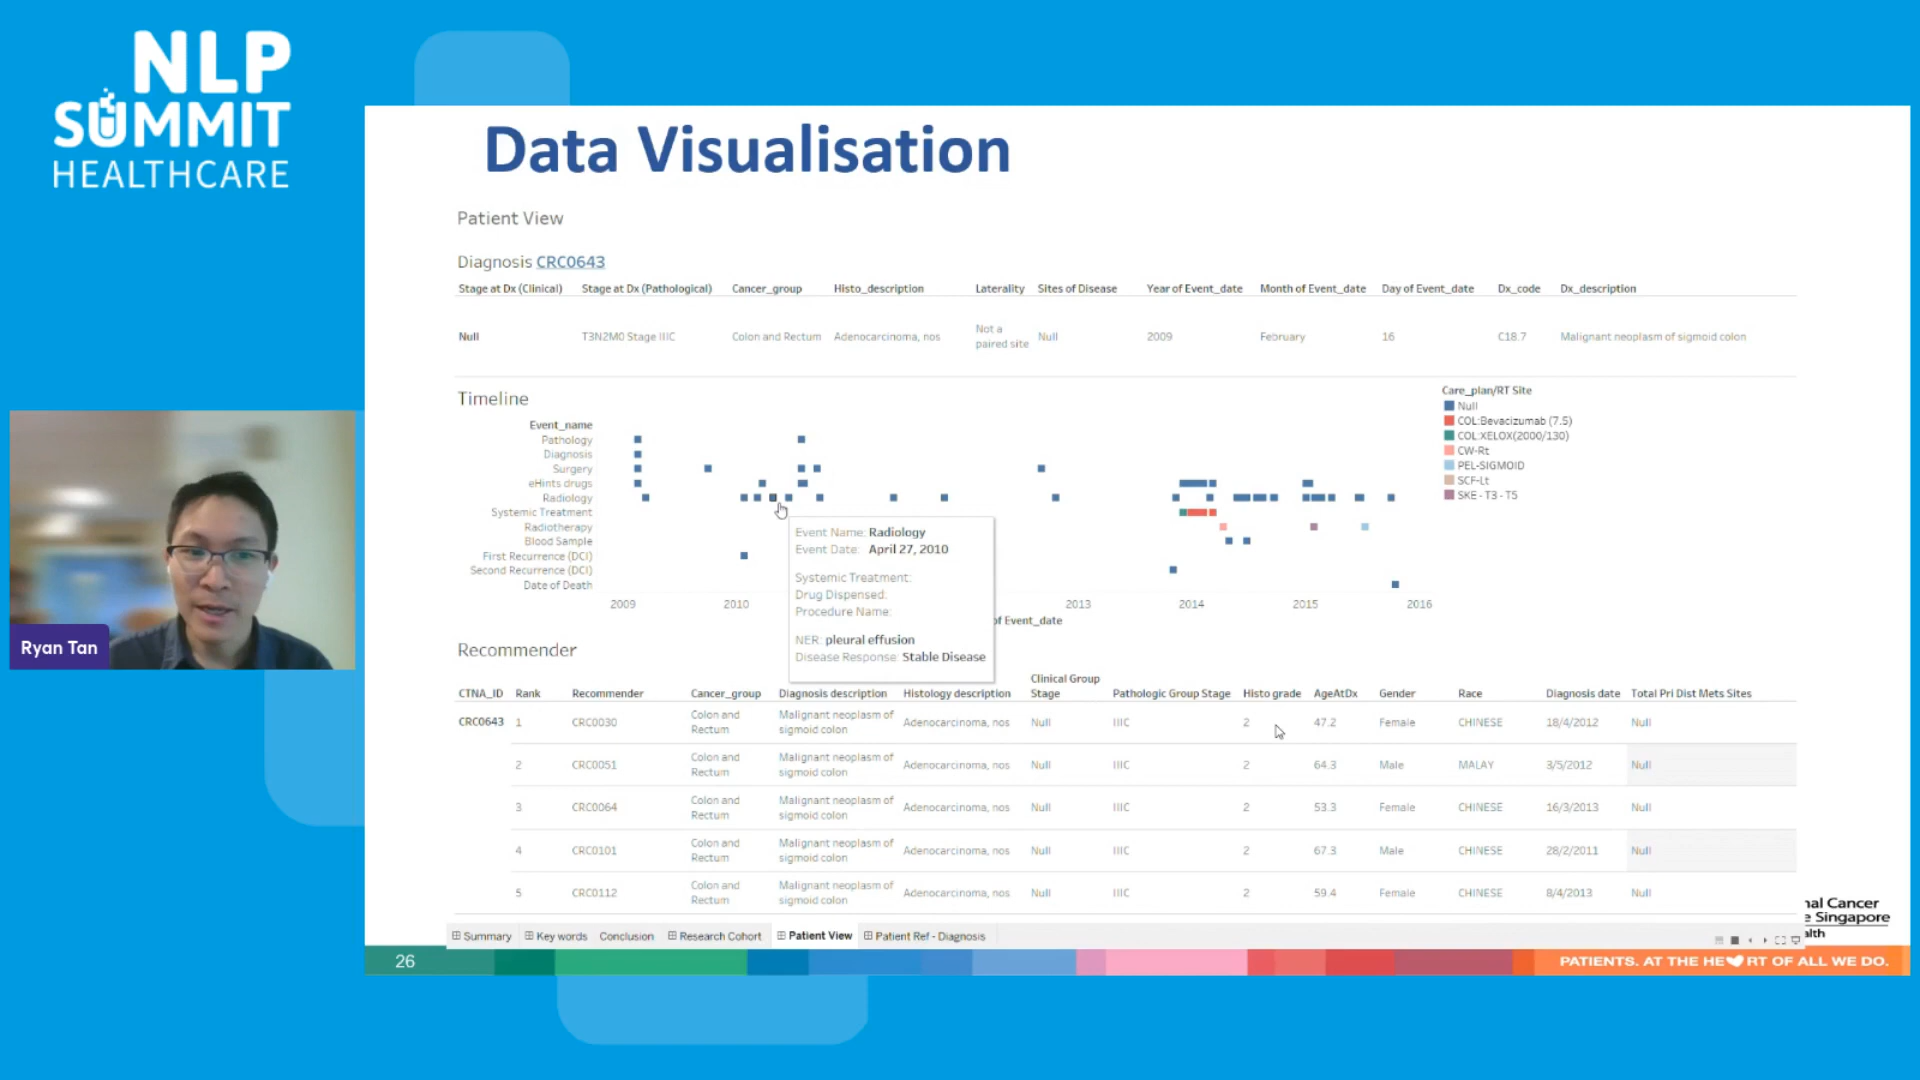 NLP
SUMMIT
HEALTHCARE
Data Visualisation
Patient View
Diagnosis CRC0643
Stage at Dx (Clinical) Stage at Dx (Pathological) Cancer_group Histo_description Laterality Sites of Disease Year of Event_date Month of Event_date Day of Event_date Dx_code Dx_description
Null T3N2M0 Stage IIIC Colon and Rectum Adenocarcinoma, nos Not a paired site Null 2009 February 16 C18.7 Malignant neoplasm of sigmoid colon
Timeline
Event_name
Pathology
Diagnosis
Surgery
eHints drugs
Radiology
Systemic Treatment
Radiotherapy
Blood Sample
First Recurrence (DCI)
Second Recurrence (DCI)
Date of Death
2009 2010 2013 2014 2015 2016
of Event_date
Care_plan/RT Site
Null
COL:Bevacizumab (7.5)
COL:XELOX(2000/130)
CW-Rt
PEL-SIGMOID
SCF-Lt
SKE - T3 - T5
Event Name: Radiology
Event Date: April 27, 2010
Systemic Treatment:
Drug Dispensed:
Procedure Name:
NER: pleural effusion
Disease Response: Stable Disease
Ryan Tan
Recommender
CTNA_ID Rank Recommender Cancer_group Diagnosis description Histology description Clinical Group Stage Pathologic Group Stage Histo grade AgeAtDx Gender Race Diagnosis date Total Pri Dist Mets Sites
CRC0643 1 CRC0030 Colon and Rectum Malignant neoplasm of sigmoid colon Adenocarcinoma, nos Null IIIC 2 47.2 Female CHINESE 18/4/2012 Null
2 CRC0051 Colon and Rectum Malignant neoplasm of sigmoid colon Adenocarcinoma, nos Null IIIC 2 64.3 Male MALAY 3/5/2012 Null
3 CRC0064 Colon and Rectum Malignant neoplasm of sigmoid colon Adenocarcinoma, nos Null IIIC 2 53.3 Female CHINESE 16/3/2013 Null
4 CRC0101 Colon and Rectum Malignant neoplasm of sigmoid colon Adenocarcinoma, nos Null IIIC 2 67.3 Male CHINESE 28/2/2011 Null
5 CRC0112 Colon and Rectum Malignant neoplasm of sigmoid colon Adenocarcinoma, nos Null IIIC 2 59.4 Female CHINESE 8/4/2013 Null
nal Cancer
e Singapore
alth
Summary Key words Conclusion Research Cohort Patient View Patient Ref - Diagnosis
26
PATIENTS. AT THE HE RT OF ALL WE DO.